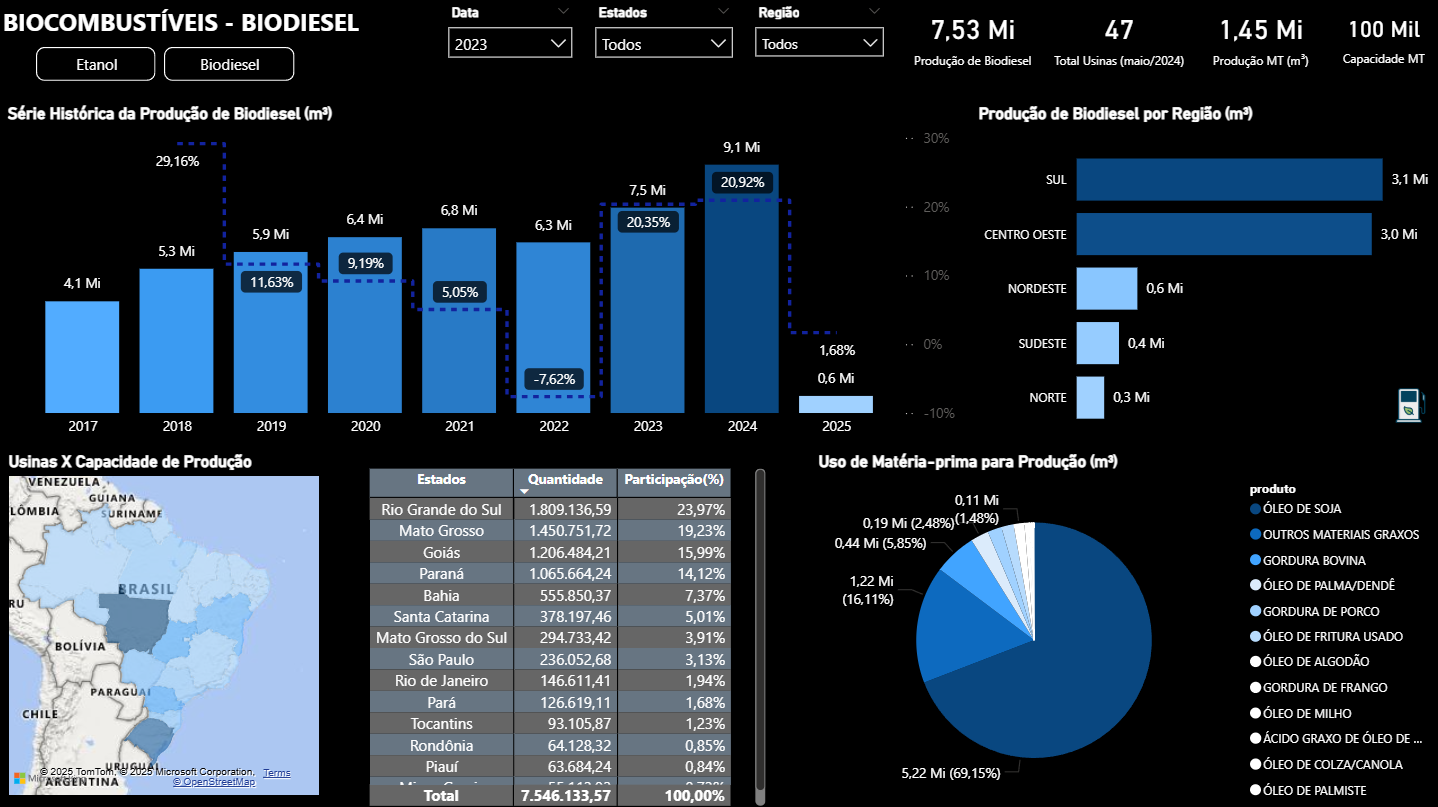 BIOCOMBUSTÍVEIS - BIODIESEL
Etanol
Biodiesel
Data
2023
Estados
Todos
Região
Todos
7,53 Mi
Produção de Biodiesel
47
Total Usinas (maio/2024)
1,45 Mi
Produção MT (m³)
100 Mil
Capacidade MT
Série Histórica da Produção de Biodiesel (m³)
29,16%
11,63%
9,19%
5,05%
-7,62%
20,35%
20,92%
1,68%
4,1 Mi
5,3 Mi
5,9 Mi
6,4 Mi
6,8 Mi
6,3 Mi
7,5 Mi
9,1 Mi
0,6 Mi
30%
20%
10%
0%
-10%
2017
2018
2019
2020
2021
2022
2023
2024
2025
Produção de Biodiesel por Região (m³)
SUL 3,1 Mi
CENTRO OESTE 3,0 Mi
NORDESTE 0,6 Mi
SUDESTE 0,4 Mi
NORTE 0,3 Mi
Usinas X Capacidade de Produção
VENEZUELA
GUIANA
SURINAME
LÔMBIA
BRASIL
RU
BOLÍVIA
PARAGUAI
CHILE
URUGUAI
ARGENTINA
© 2025 TomTom, © 2025 Microsoft Corporation, Terms
© OpenStreetMap
Estados Quantidade Participação(%)
Rio Grande do Sul 1.809.136,59 23,97%
Mato Grosso 1.450.751,72 19,23%
Goiás 1.206.484,21 15,99%
Paraná 1.065.664,24 14,12%
Bahia 555.850,37 7,37%
Santa Catarina 378.197,46 5,01%
Mato Grosso do Sul 294.733,42 3,91%
São Paulo 236.052,68 3,13%
Rio de Janeiro 146.611,41 1,94%
Pará 126.619,11 1,68%
Tocantins 93.105,87 1,23%
Rondônia 64.128,32 0,85%
Piauí 63.684,24 0,84%
Total 7.546.133,57 100,00%
Uso de Matéria-prima para Produção (m³)
0,11 Mi
(1,48%)
0,19 Mi (2,48%)
0,44 Mi (5,85%)
1,22 Mi
(16,11%)
5,22 Mi (69,15%)
produto
ÓLEO DE SOJA
OUTROS MATERIAIS GRAXOS
GORDURA BOVINA
ÓLEO DE PALMA/DENDÊ
GORDURA DE PORCO
ÓLEO DE FRITURA USADO
ÓLEO DE ALGODÃO
GORDURA DE FRANGO
ÓLEO DE MILHO
ÁCIDO GRAXO DE ÓLEO DE ...
ÓLEO DE COLZA/CANOLA
ÓLEO DE PALMISTE